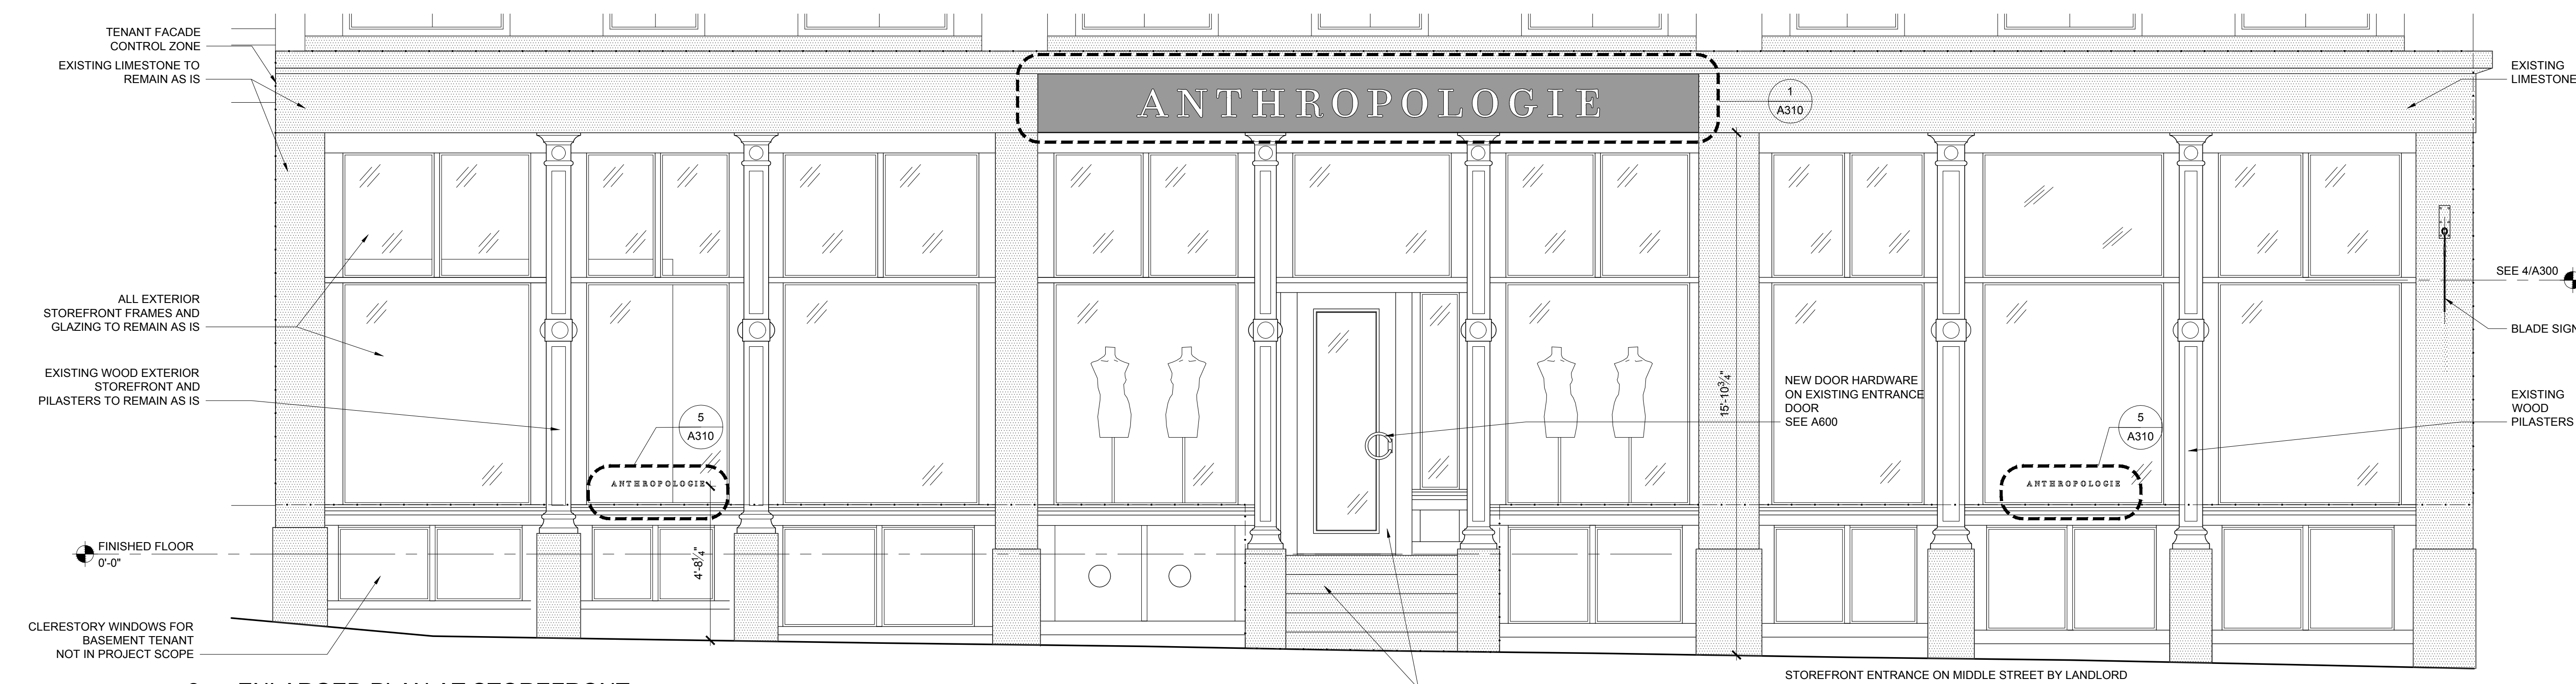 TENANT FACADE
CONTROL ZONE
EXISTING LIMESTONE TO
REMAIN AS IS
ALL EXTERIOR
STOREFRONT FRAMES AND
GLAZING TO REMAIN AS IS
EXISTING WOOD EXTERIOR
STOREFRONT AND
PILASTERS TO REMAIN AS IS
FINISHED FLOOR
0'-0"
CLERESTORY WINDOWS FOR
BASEMENT TENANT
NOT IN PROJECT SCOPE
ANTHROPOLOGIE
1
A310
5
A310
ANTHROPOLOGIE
4'-8¼"
15'-10¾"
NEW DOOR HARDWARE
ON EXISTING ENTRANCE
DOOR
SEE A600
5
A310
ANTHROPOLOGIE
EXISTING
LIMESTONE
SEE 4/A300
BLADE SIGN
EXISTING
WOOD
PILASTERS
STOREFRONT ENTRANCE ON MIDDLE STREET BY LANDLORD
ENLARGED PLAN AT STOREFRONT